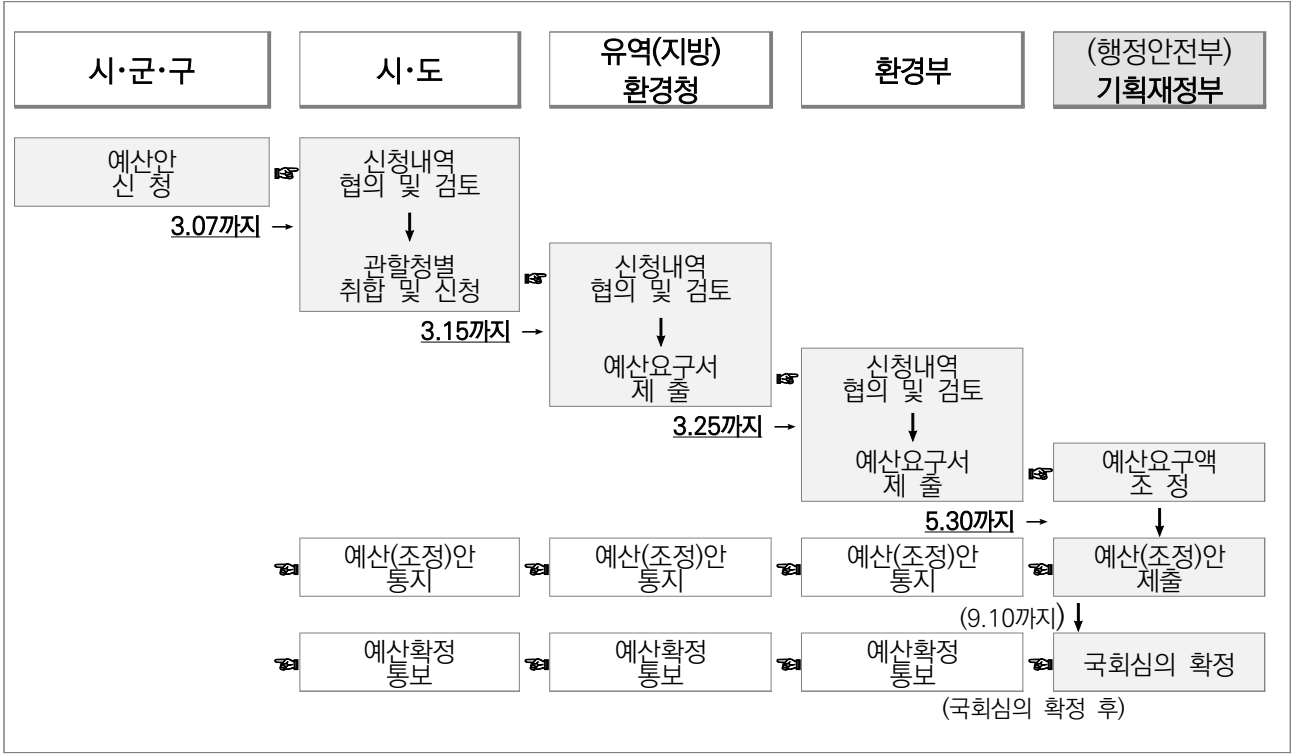 시·군·구
시·도
유역(지방)
환경청
환경부
(행정안전부)
기획재정부
예산안
신 청
☞
신청내역
협의 및 검토
3.07까지 →
↓
관할청별
취합 및 신청
☞
신청내역
협의 및 검토
3.15까지 →
↓
예산요구서
제 출
☞
신청내역
협의 및 검토
3.25까지 →
↓
예산요구서
제 출
☞
예산요구액
조 정
5.30까지 →
↓
☜
예산(조정)안
통지
☜
예산(조정)안
통지
☜
예산(조정)안
통지
☜
예산(조정)안
제출
(9.10까지)↓
☜
예산확정
통보
☜
예산확정
통보
☜
예산확정
통보
☜
국회심의 확정
(국회심의 확정 후)